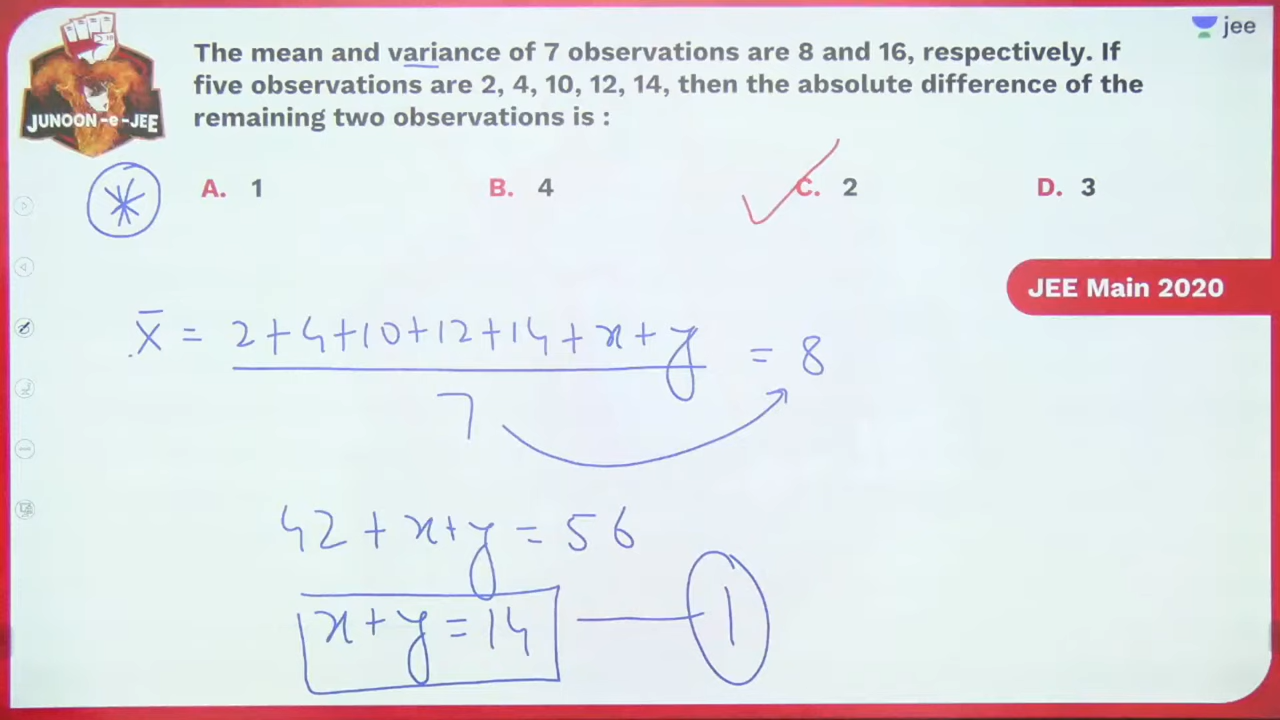 jee
The mean and variance of 7 observations are 8 and 16, respectively. If
five observations are 2, 4, 10, 12, 14, then the absolute difference of the
remaining two observations is :
JUNOON-e-JEE
A. 1 B. 4 C. 2 D. 3
JEE Main 2020
x̄ = 2+4+10+12+14+x+y = 8
7
42 + x+y = 56
x+y = 14 1